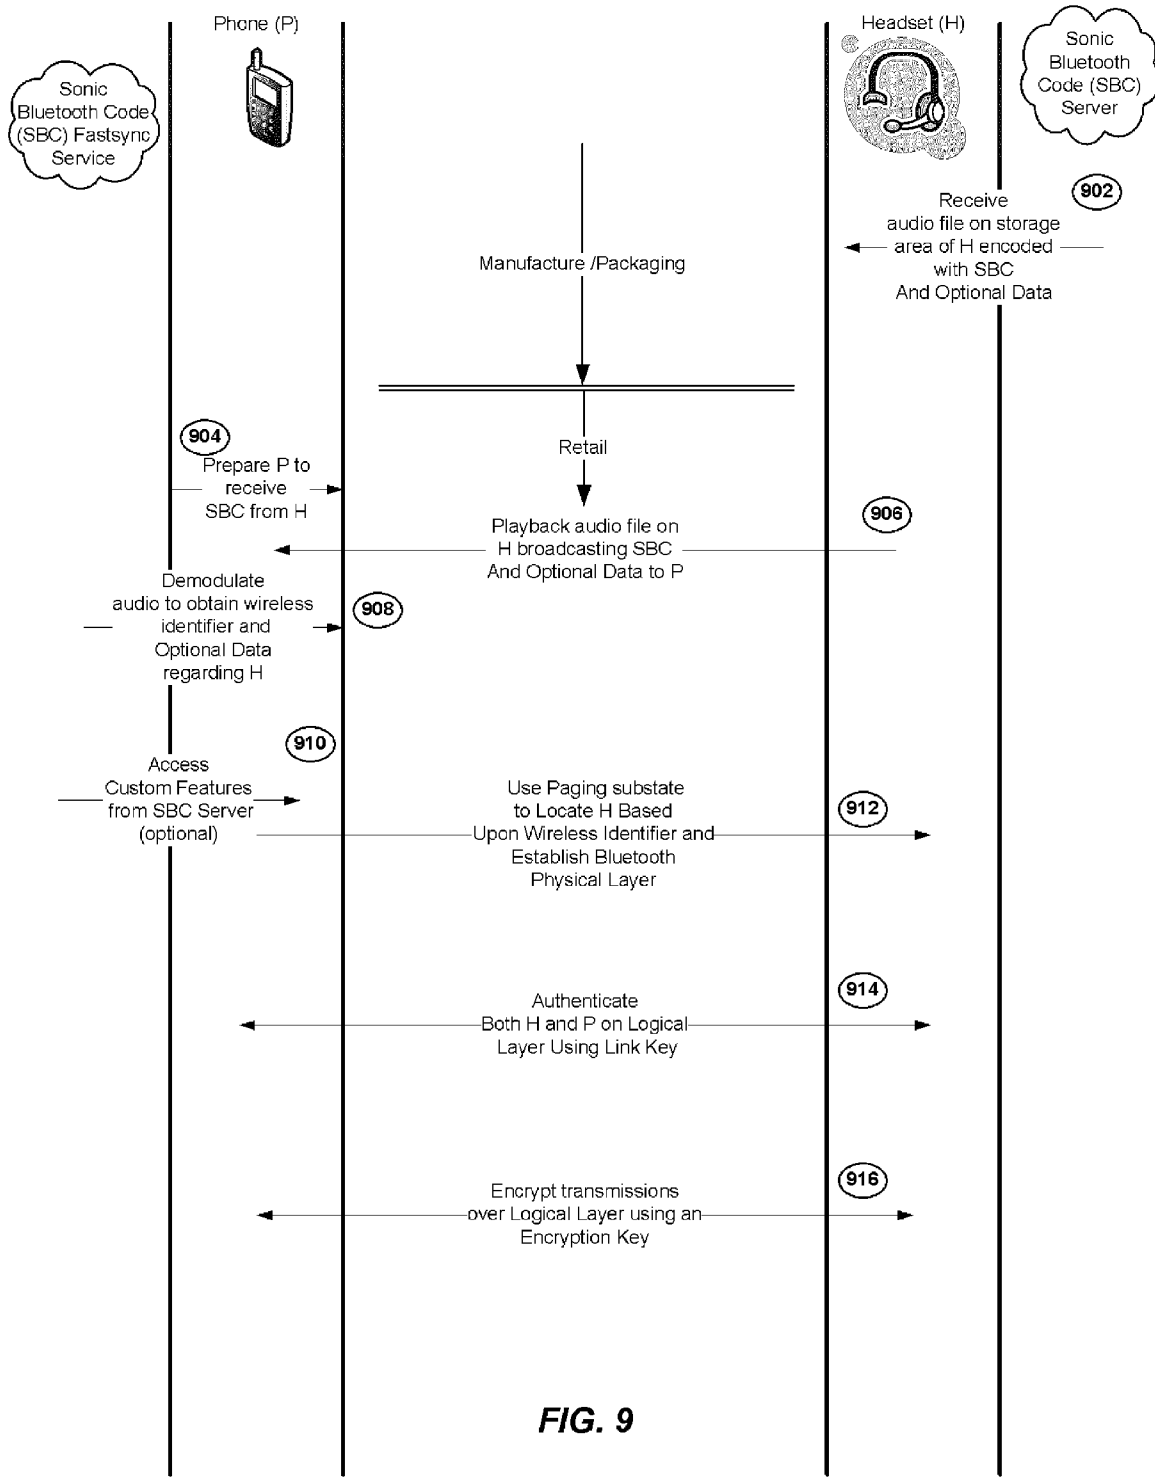 Phone (P)
Headset (H)
Sonic
Bluetooth Code
(SBC) Fastsync
Service
Sonic
Bluetooth
Code (SBC)
Server
902
Receive
audio file on storage
area of H encoded
with SBC
And Optional Data
Manufacture /Packaging
Retail
904
Prepare P to
receive
SBC from H
906
Playback audio file on
H broadcasting SBC
And Optional Data to P
908
Demodulate
audio to obtain wireless
identifier and
Optional Data
regarding H
910
Access
Custom Features
from SBC Server
(optional)
912
Use Paging substate
to Locate H Based
Upon Wireless Identifier and
Establish Bluetooth
Physical Layer
914
Authenticate
Both H and P on Logical
Layer Using Link Key
916
Encrypt transmissions
over Logical Layer using an
Encryption Key
FIG. 9